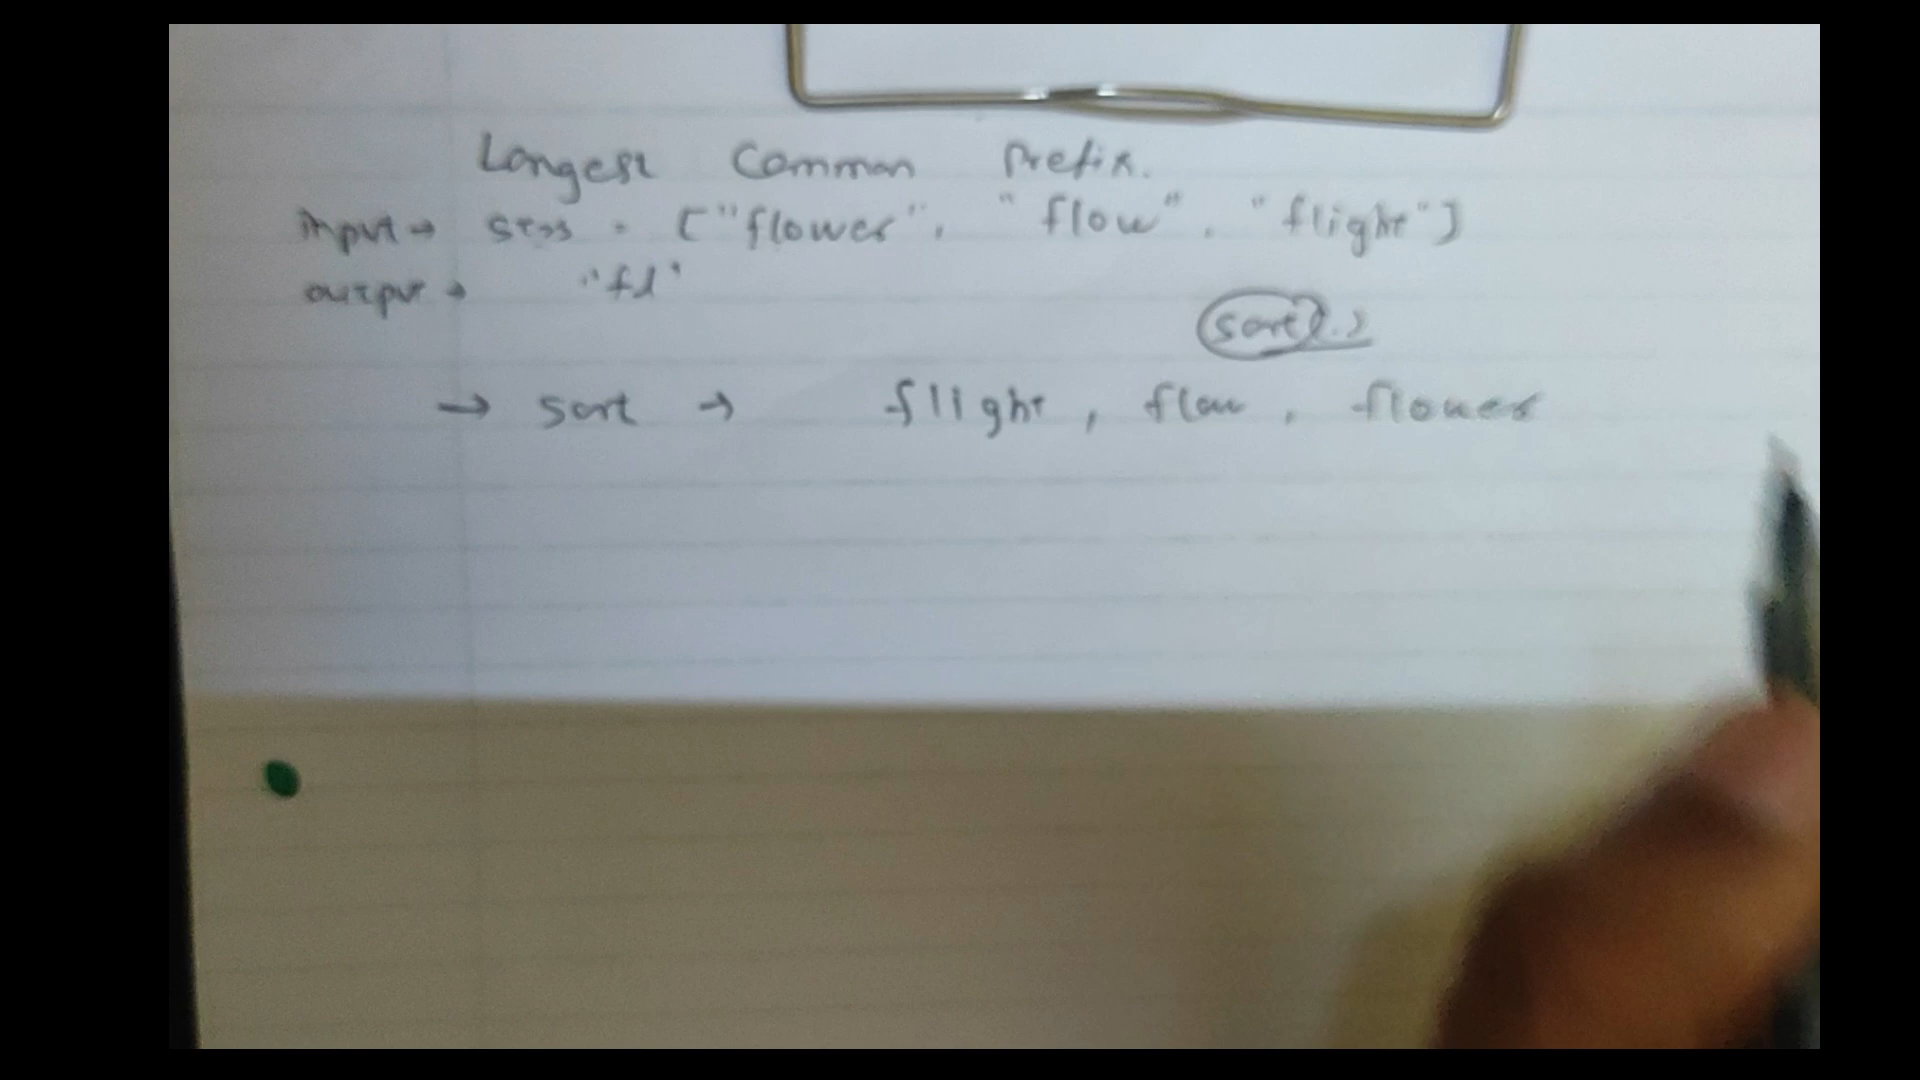 Longest Common Prefix.
input → strs = ["flower", "flow", "flight"]
output → "fl"
sort( )
→ sort → flight, flow, flower